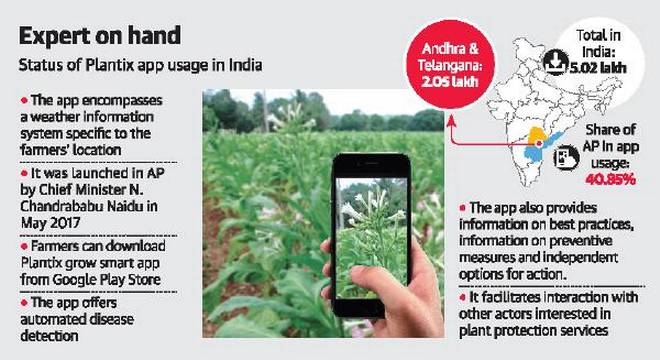 Expert on hand
Status of Plantix app usage in India
• The app encompasses
a weather information
system specific to the
farmers' location
• It was launched in AP
by Chief Minister N.
Chandrababu Naidu in
May 2017
• Farmers can download
Plantix grow smart app
from Google Play Store
• The app offers
automated disease
detection
Andhra &
Telangana:
2.05 lakh
Total in
India:
5.02 lakh
Share of
AP in app
usage:
40.85%
• The app also provides
information on best practices,
information on preventive
measures and independent
options for action.
• It facilitates interaction with
other actors interested in
plant protection services